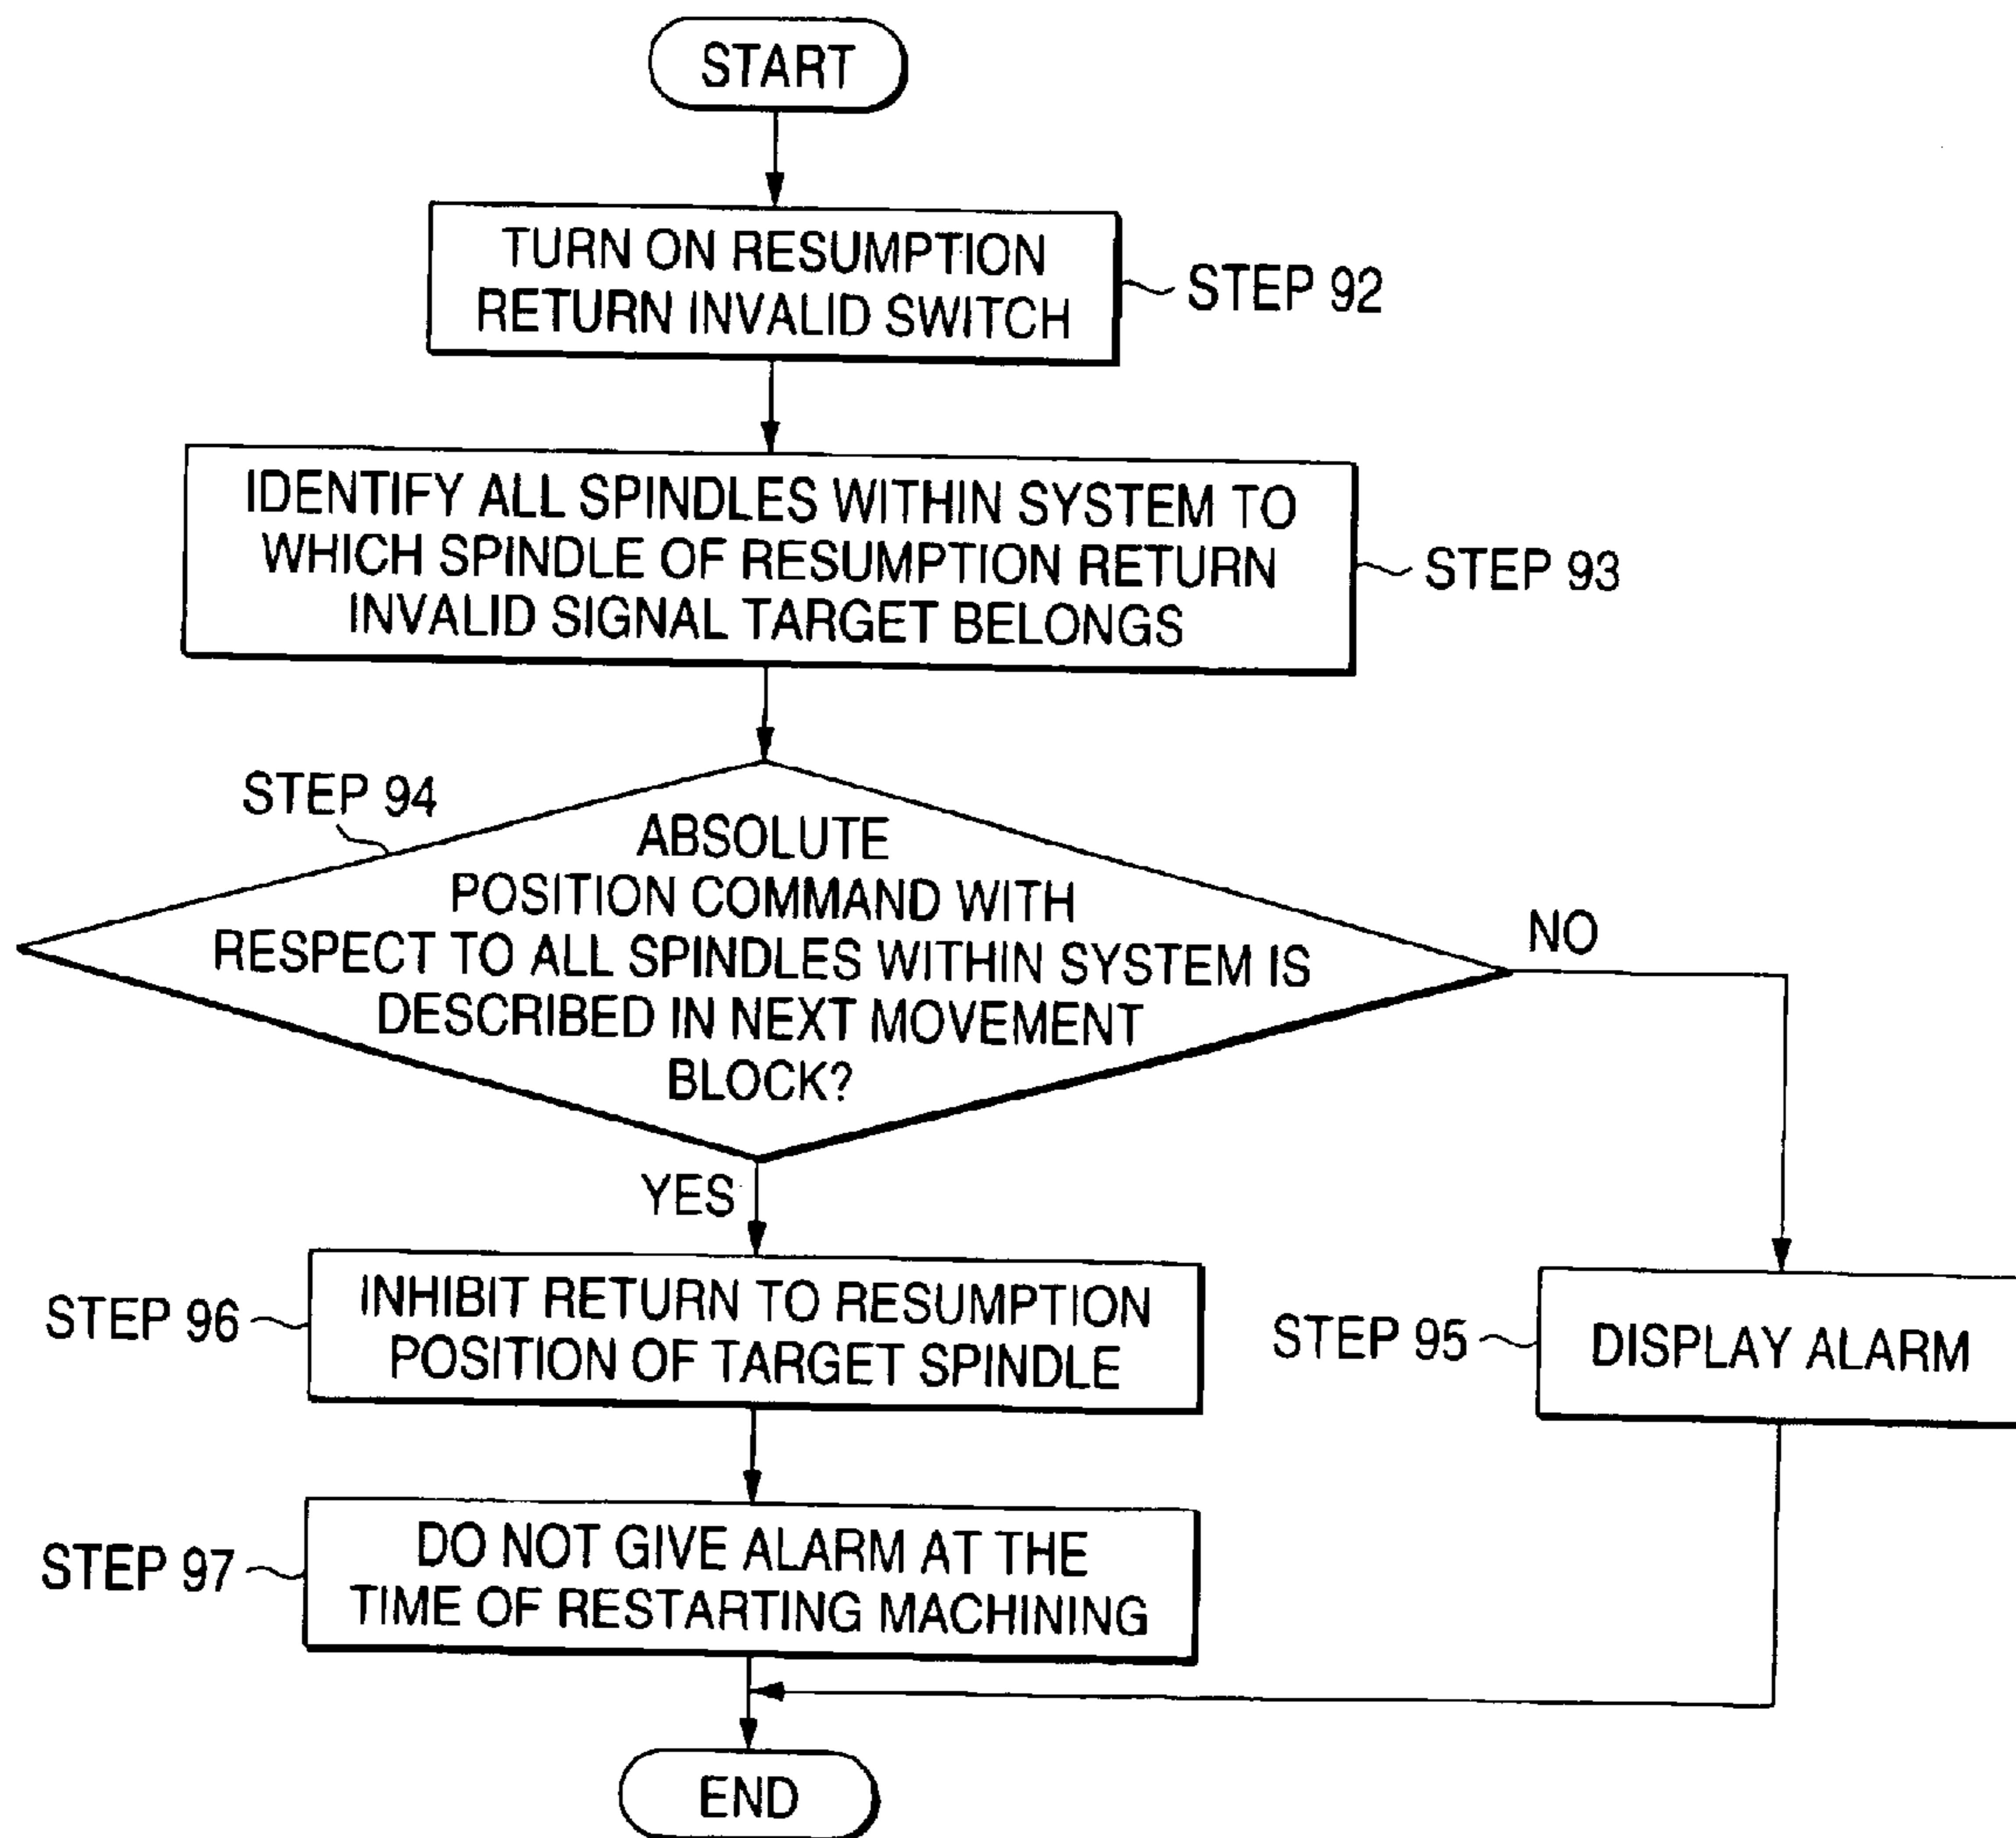 START
TURN ON RESUMPTION
RETURN INVALID SWITCH
STEP 92
IDENTIFY ALL SPINDLES WITHIN SYSTEM TO
WHICH SPINDLE OF RESUMPTION RETURN
INVALID SIGNAL TARGET BELONGS
STEP 93
STEP 94
ABSOLUTE
POSITION COMMAND WITH
RESPECT TO ALL SPINDLES WITHIN SYSTEM IS
DESCRIBED IN NEXT MOVEMENT
BLOCK?
NO
YES
STEP 96
INHIBIT RETURN TO RESUMPTION
POSITION OF TARGET SPINDLE
STEP 95
DISPLAY ALARM
STEP 97
DO NOT GIVE ALARM AT THE
TIME OF RESTARTING MACHINING
END